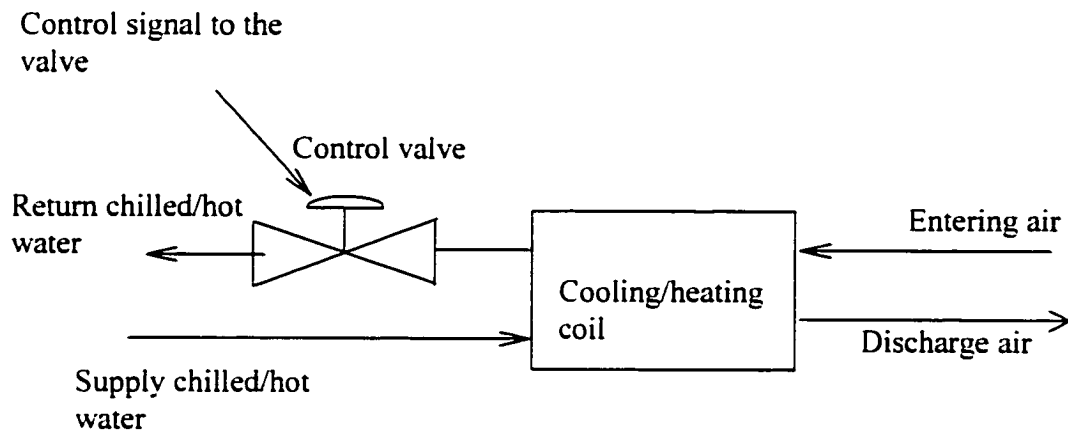 Control signal to the
valve
Control valve
Return chilled/hot
water
Entering air
Cooling/heating
coil
Discharge air
Supply chilled/hot
water